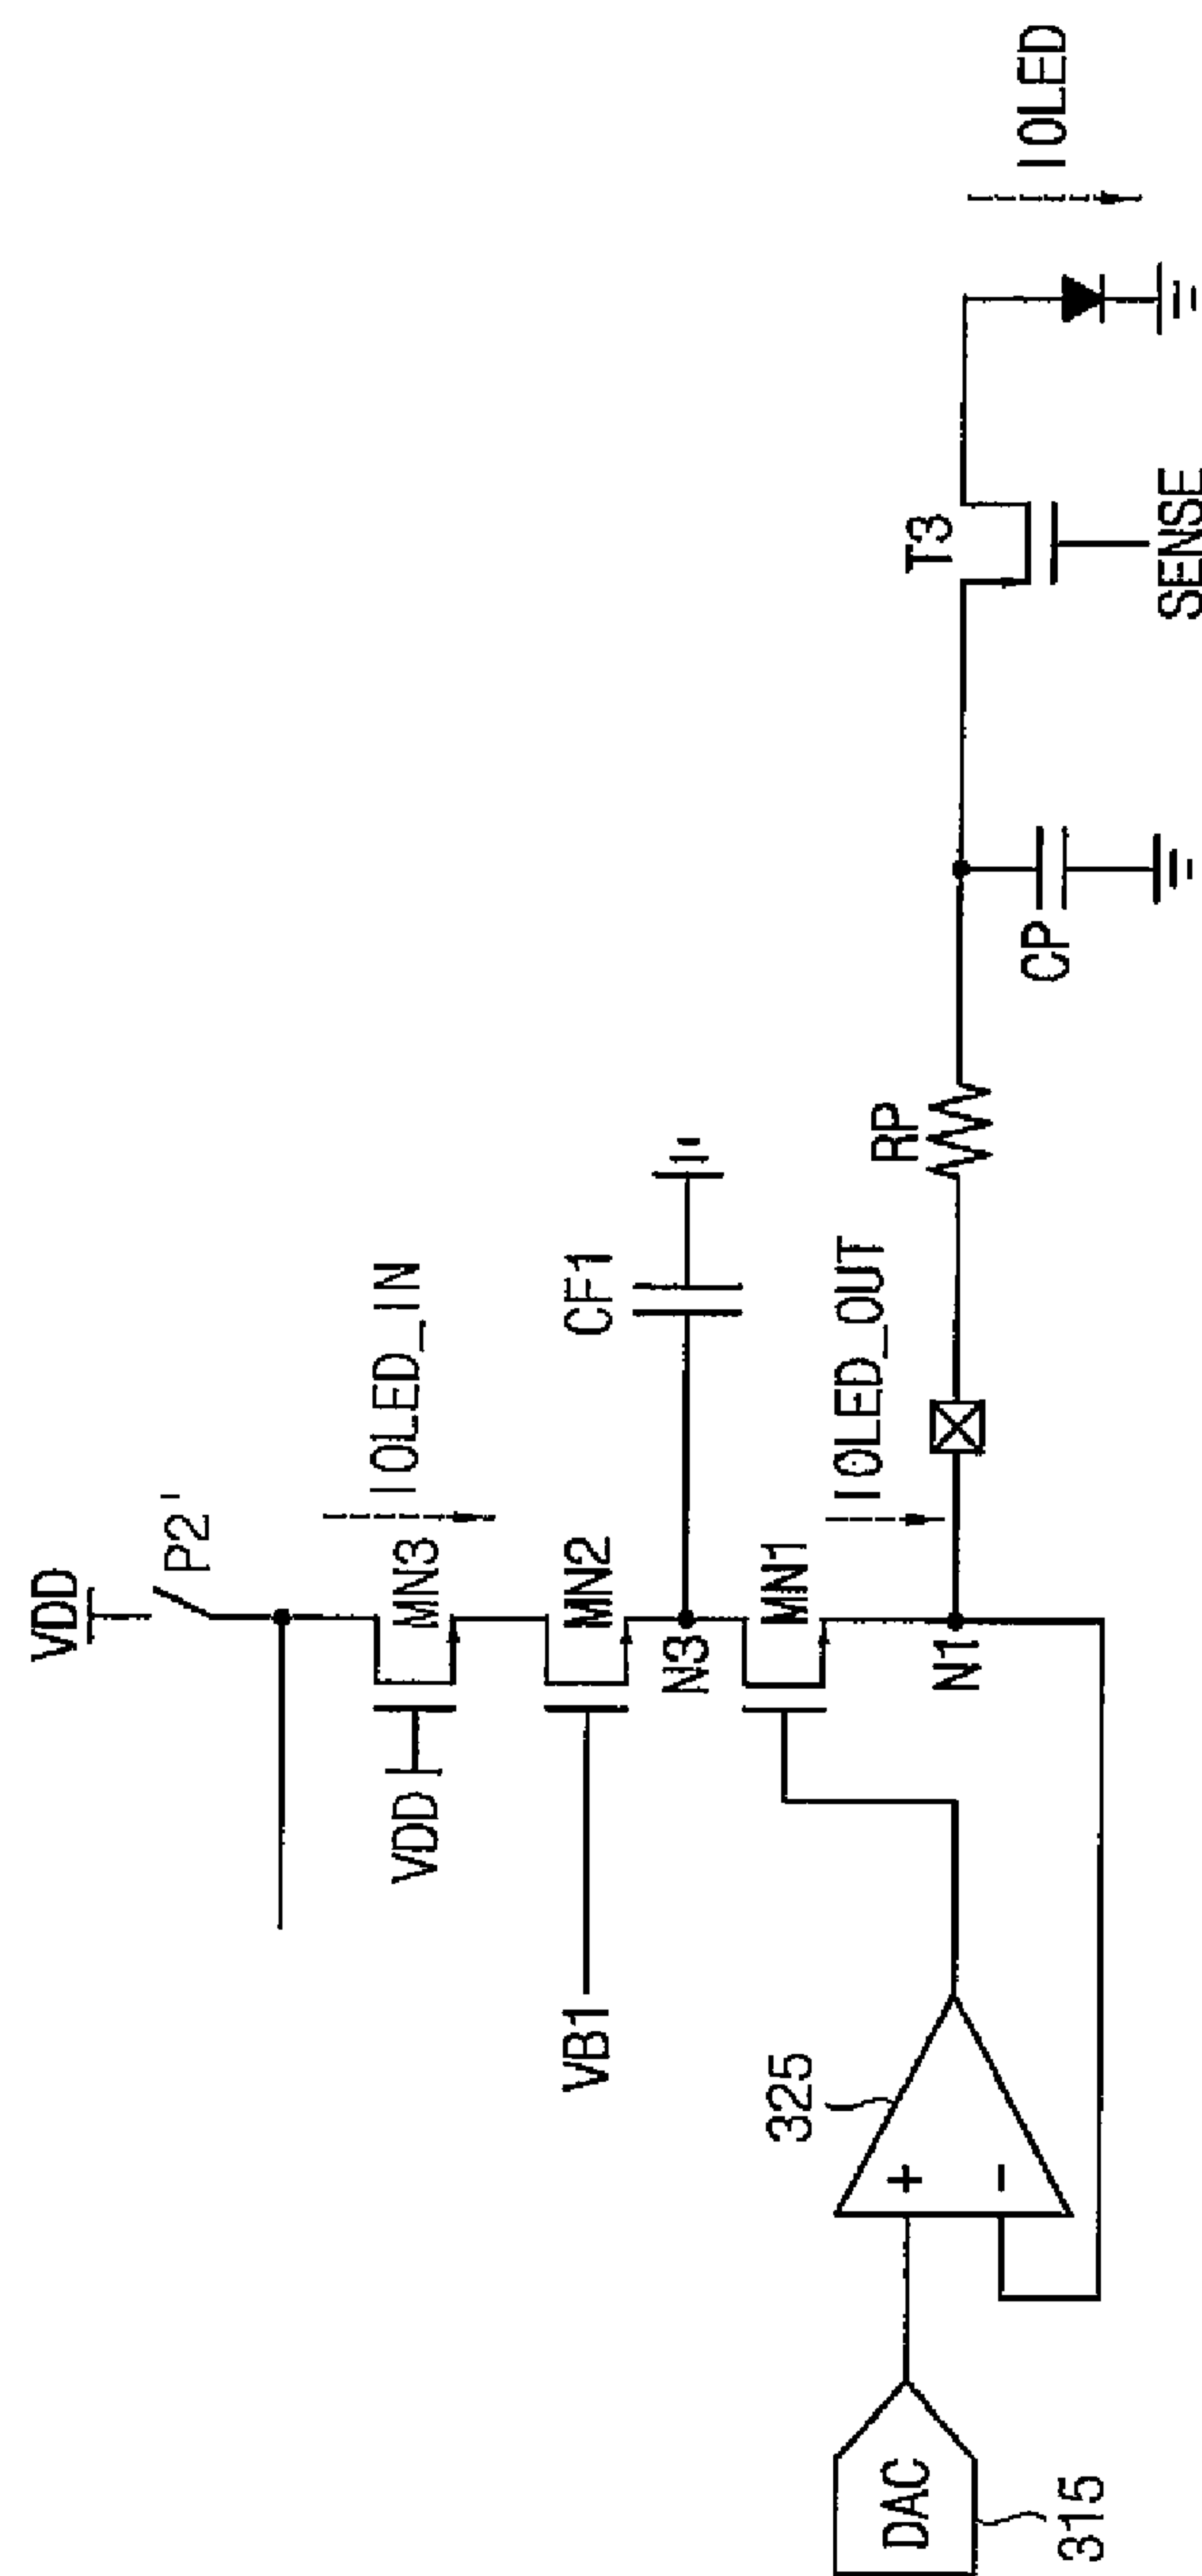 VDD
P2'
IOLED_IN
VDD
MN3
VB1
MN2
CF1
N3
MN1
IOLED_OUT
N1
RP
CP
T3
SENSE
IOLED
325
+
-
DAC
315